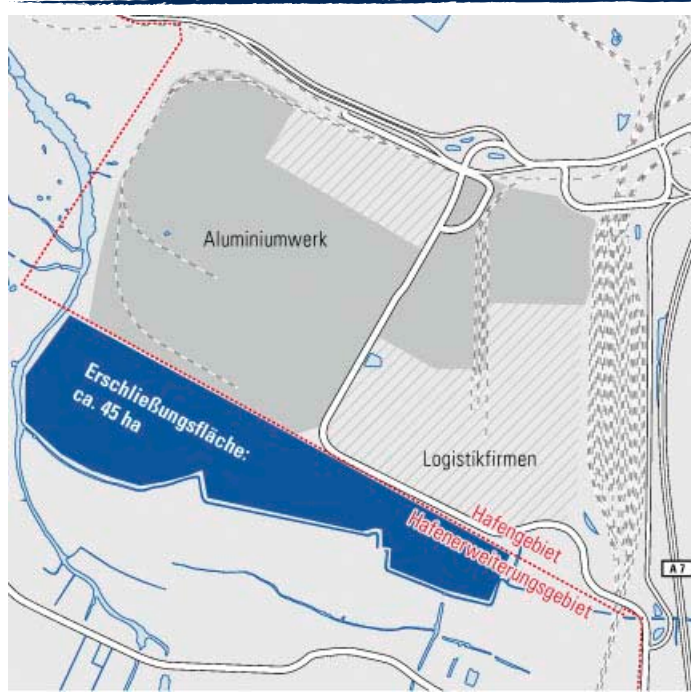 Aluminiumwerk
Erschließungsfläche:
ca. 45 ha
Logistikfirmen
Hafengebiet
Hafenerweiterungsgebiet
A 7